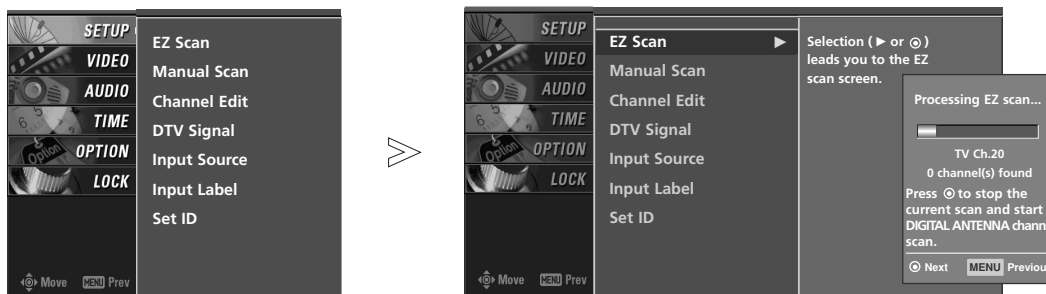 SETUP
VIDEO
AUDIO
TIME
OPTION
LOCK
EZ Scan
Manual Scan
Channel Edit
DTV Signal
Input Source
Input Label
Set ID
Option
Move MENU Prev
SETUP
VIDEO
AUDIO
TIME
OPTION
LOCK
EZ Scan ▶
Manual Scan
Channel Edit
DTV Signal
Input Source
Input Label
Set ID
Option
Move MENU Prev
Selection ( ▶ or ◉ )
leads you to the EZ
scan screen.
Processing EZ scan...
TV Ch.20
0 channel(s) found
Press ◉ to stop the
current scan and start
DIGITAL ANTENNA chann
scan.
◉ Next MENU Previou